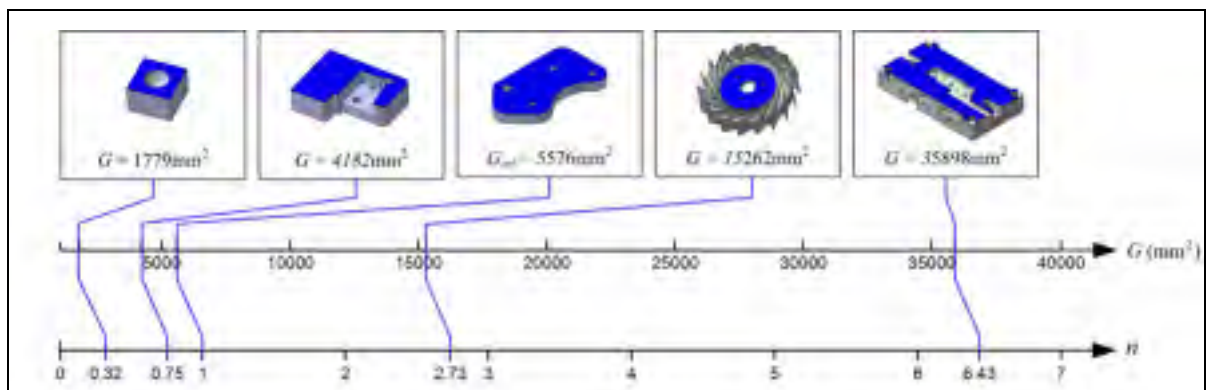 G = 1779mm²
G = 4182mm²
Gref = 5576mm²
G = 15262mm²
G = 35898mm²
5000 10000 15000 20000 25000 30000 35000 40000 G (mm²)
0 0.32 0.75 1 2 2.73 3 4 5 6 6.43 7 n